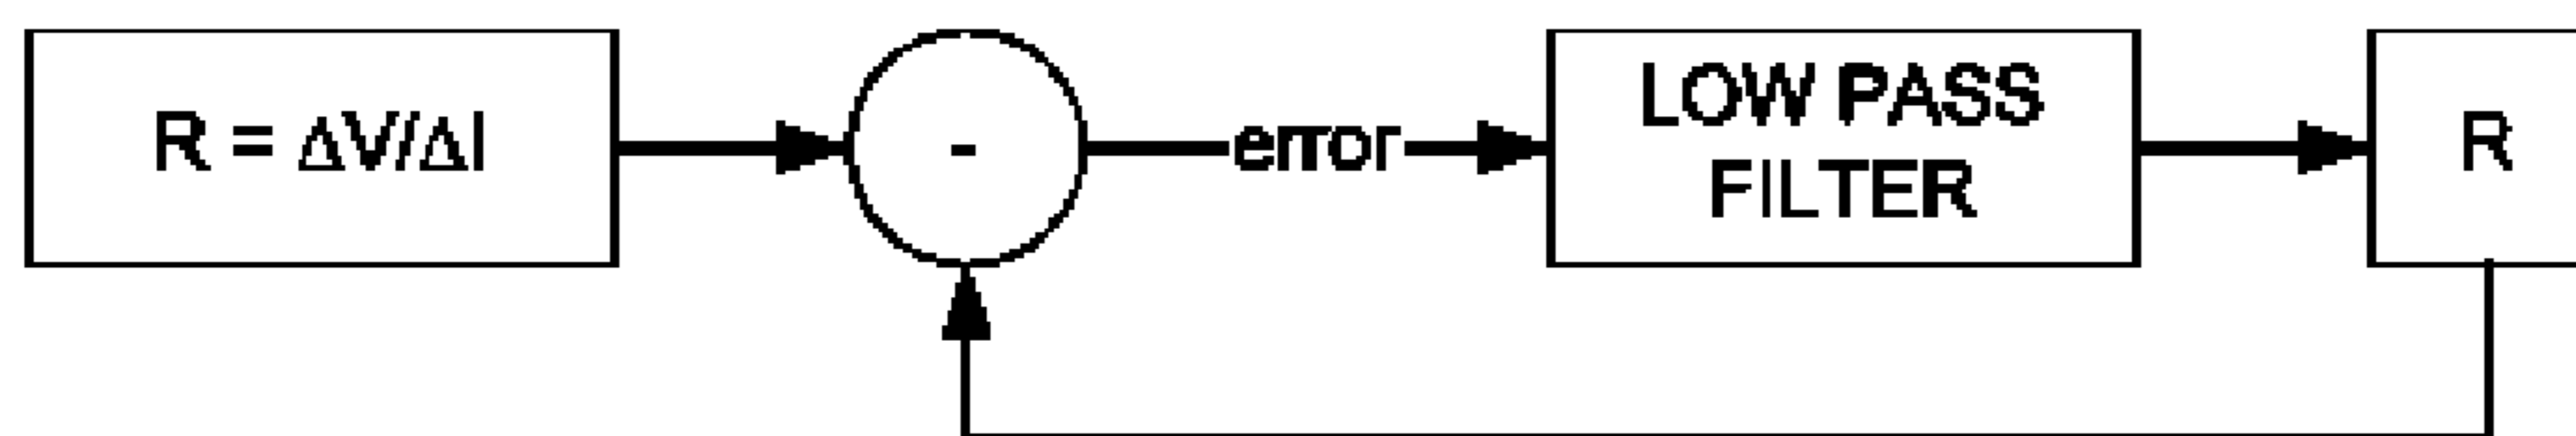 R = ΔV/ΔI
-
error
LOW PASS
FILTER
R